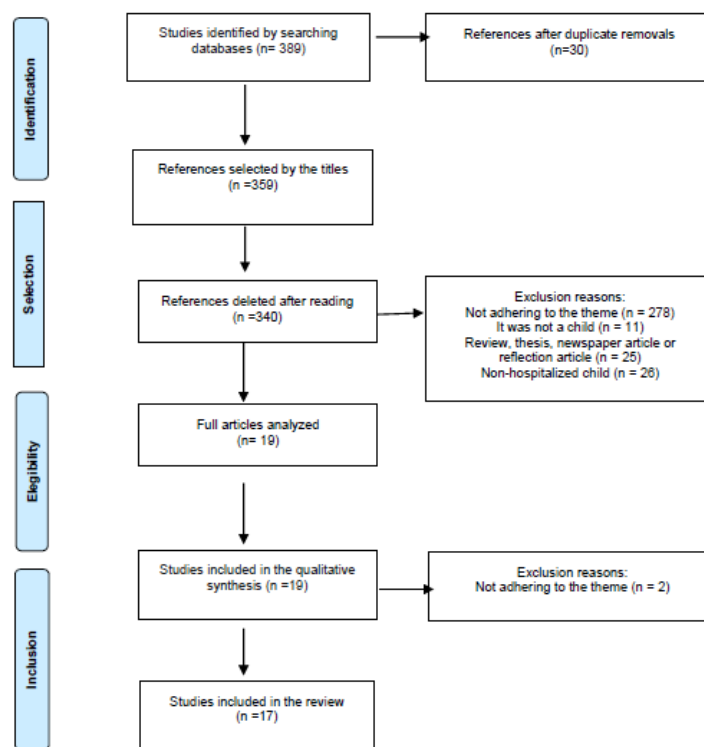 Identification
Studies identified by searching
databases (n= 389)
References after duplicate removals
(n=30)
References selected by the titles
(n =359)
Selection
References deleted after reading
(n =340)
Exclusion reasons:
Not adhering to the theme (n = 278)
It was not a child (n = 11)
Review, thesis, newspaper article or
reflection article (n = 25)
Non-hospitalized child (n = 26)
Elegibility
Full articles analyzed
(n= 19)
Studies included in the qualitative
synthesis (n =19)
Exclusion reasons:
Not adhering to the theme (n = 2)
Inclusion
Studies included in the review
(n =17)